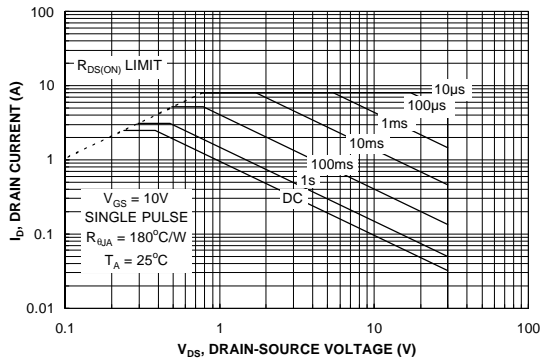 100
10
1
0.1
0.01
I_D, DRAIN CURRENT (A)
R_DS(ON) LIMIT
10µs
100µs
1ms
10ms
100ms
1s
DC
V_GS = 10V
SINGLE PULSE
R_θJA = 180°C/W
T_A = 25°C
0.1
1
10
100
V_DS, DRAIN-SOURCE VOLTAGE (V)